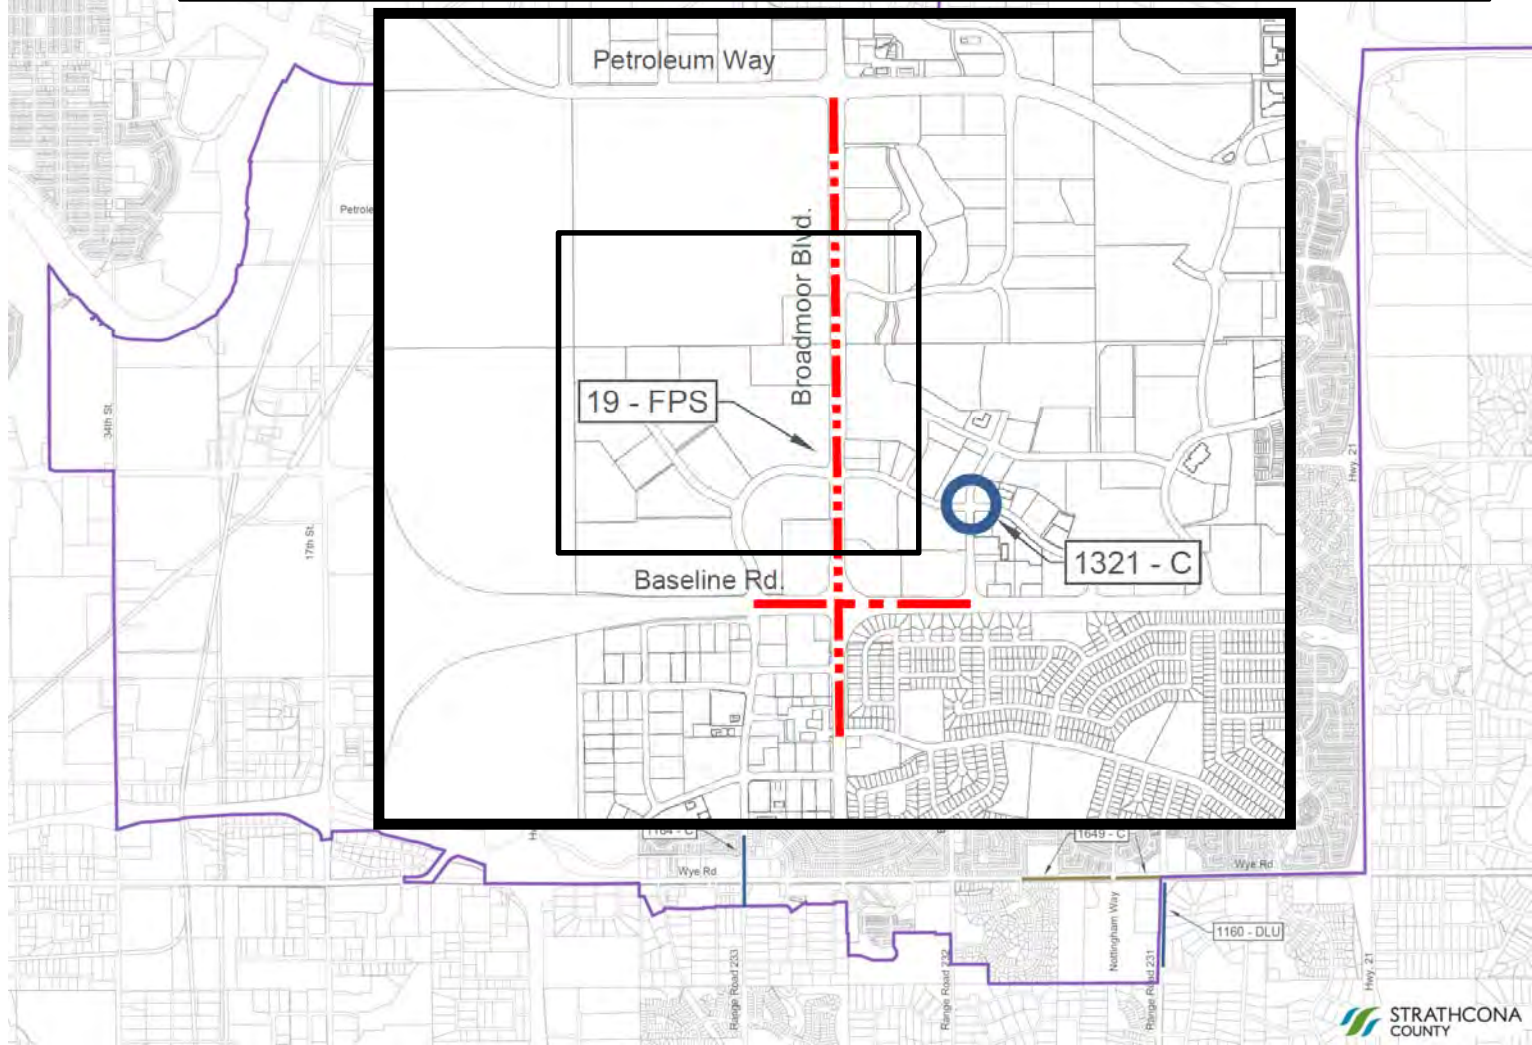 Petroleum Way
Petrole
Broadmoor Blvd.
19 - FPS
34th St.
Hwy. 21
17th St.
1321 - C
Baseline Rd.
1164 - C
1649 - C
Wye Rd
Wye Rd
Nottingham Way
1160 - DLU
Range Road 233
Range Road 232
Range Road 231
Hwy. 21
STRATHCONA
COUNTY